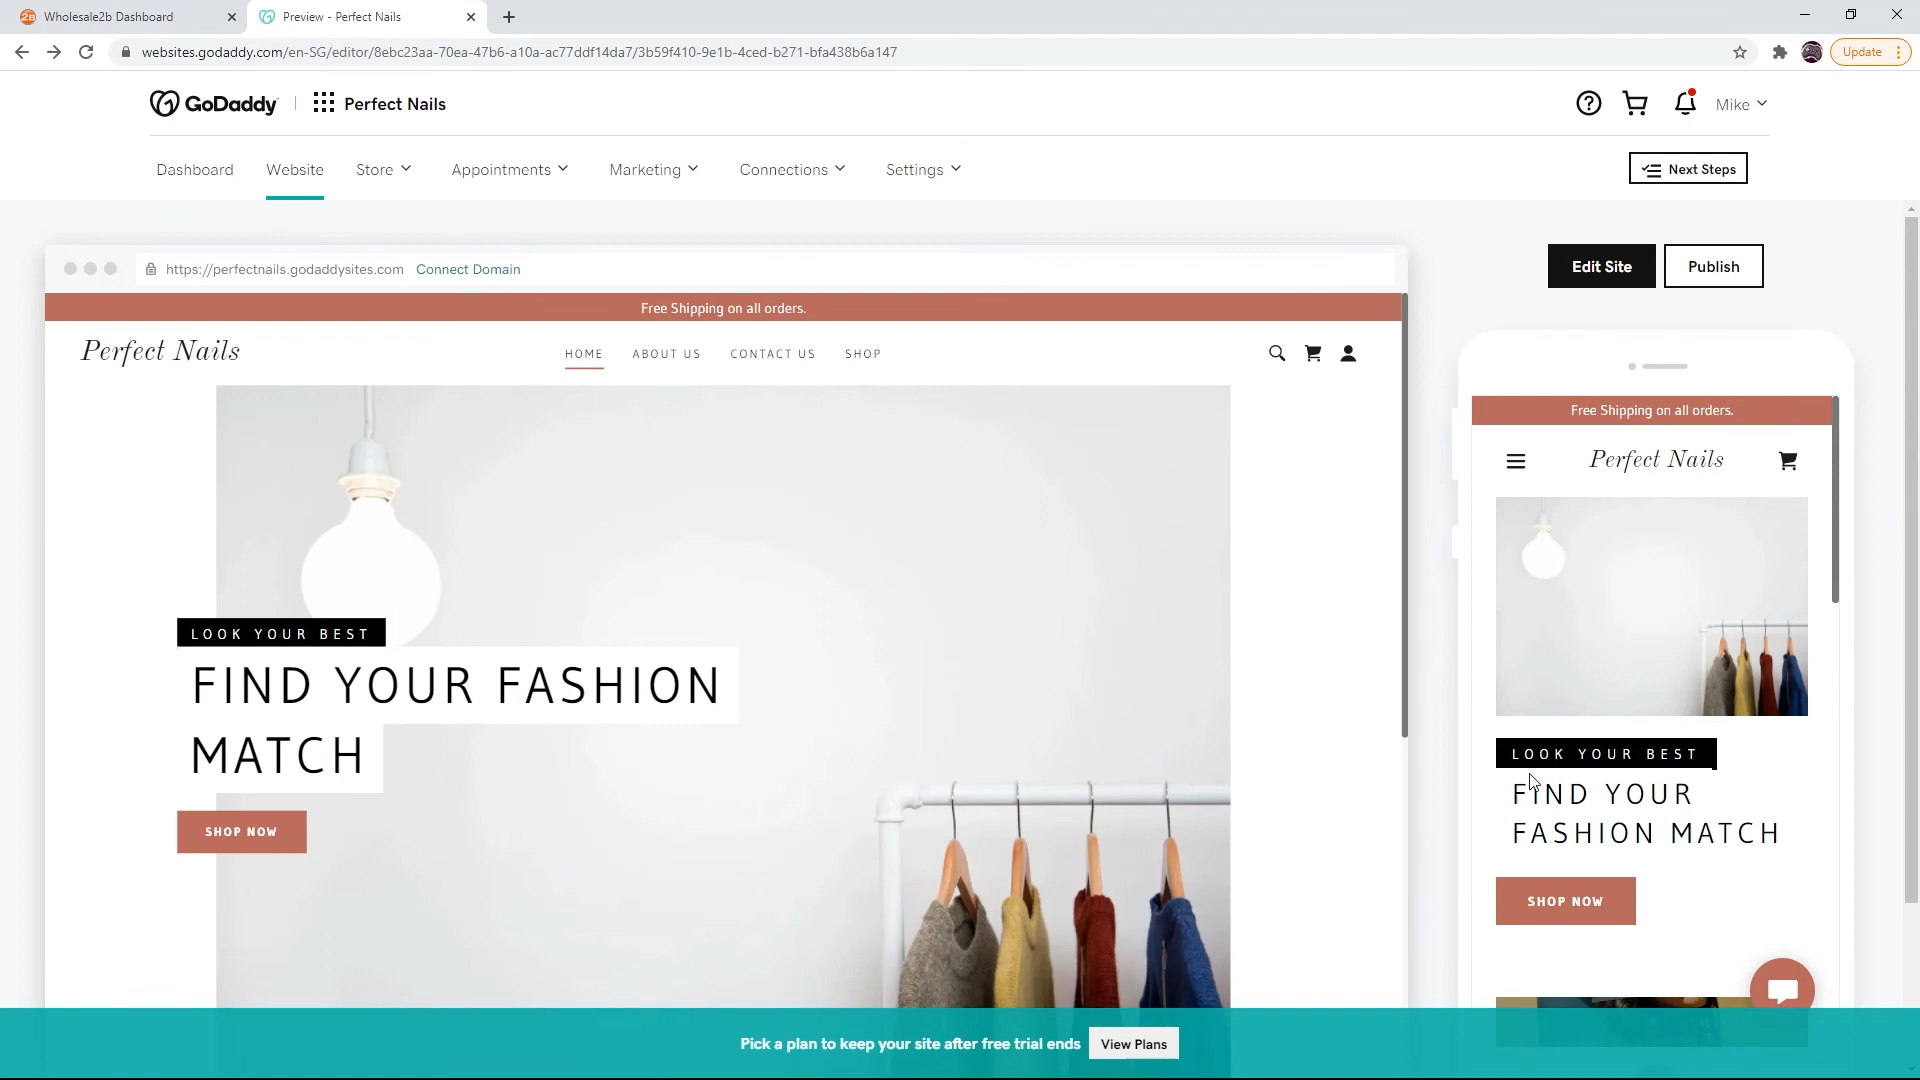 Wholesale2b Dashboard
Preview - Perfect Nails
websites.godaddy.com/en-SG/editor/8ebc23aa-70ea-47b6-a10a-ac77ddf14da7/3b59f410-9e1b-4ced-b271-bfa438b6a147
Update
GoDaddy
Perfect Nails
Mike
Dashboard
Website
Store
Appointments
Marketing
Connections
Settings
Next Steps
https://perfectnails.godaddysites.com Connect Domain
Edit Site
Publish
Free Shipping on all orders.
Perfect Nails
HOME
ABOUT US
CONTACT US
SHOP
LOOK YOUR BEST
FIND YOUR FASHION
MATCH
SHOP NOW
Free Shipping on all orders.
Perfect Nails
LOOK YOUR BEST
FIND YOUR
FASHION MATCH
SHOP NOW
Pick a plan to keep your site after free trial ends
View Plans